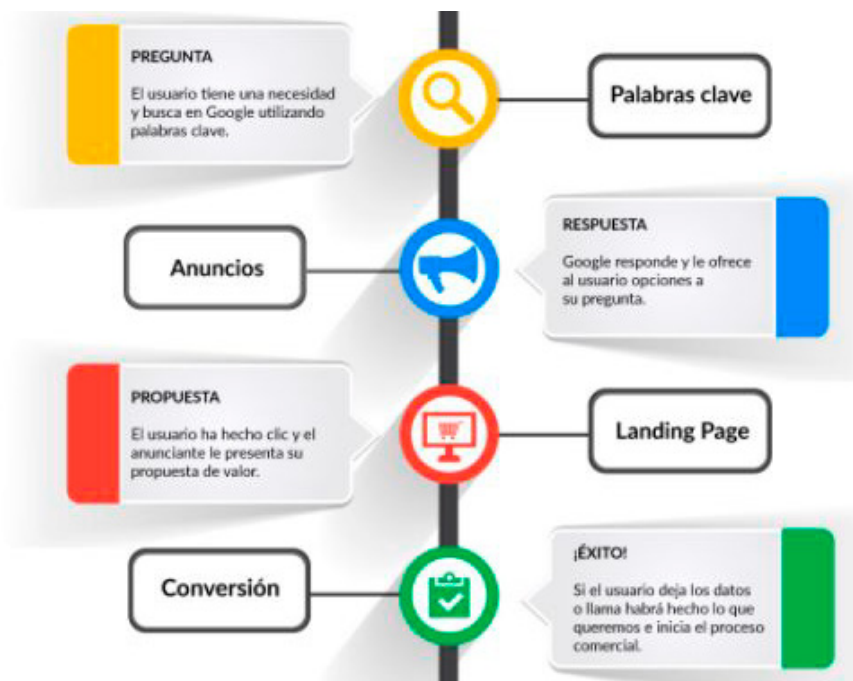 PREGUNTA
El usuario tiene una necesidad
y busca en Google utilizando
palabras clave.
Palabras clave
Anuncios
RESPUESTA
Google responde y le ofrece
al usuario opciones a
su pregunta.
PROPUESTA
El usuario ha hecho clic y el
anunciante le presenta su
propuesta de valor.
Landing Page
Conversión
¡ÉXITO!
Si el usuario deja los datos
o llama habrá hecho lo que
queremos e inicia el proceso
comercial.